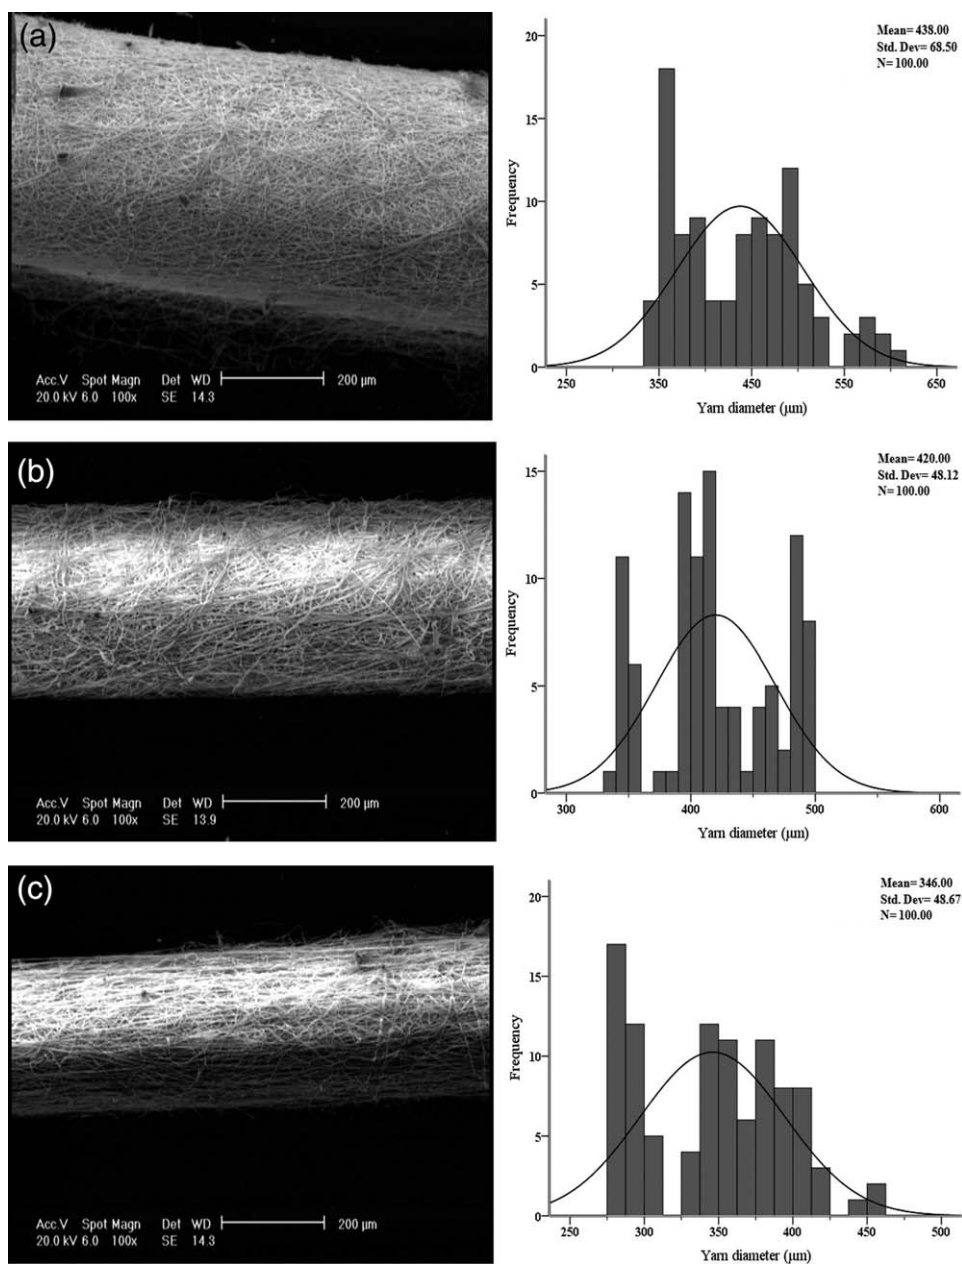 (a)
Acc.V Spot Magn Det WD 200 µm
20.0 kV 6.0 100x SE 14.3
Mean= 438.00
Std. Dev= 68.50
N= 100.00
20
15
10
5
0
Frequency
250 350 450 550 650
Yarn diameter (µm)
(b)
Acc.V Spot Magn Det WD 200 µm
20.0 kV 6.0 100x SE 13.9
Mean= 420.00
Std. Dev= 48.12
N= 100.00
15
10
5
0
Frequency
300 400 500 600
Yarn diameter (µm)
(c)
Acc.V Spot Magn Det WD 200 µm
20.0 kV 6.0 100x SE 14.3
Mean= 346.00
Std. Dev= 48.67
N= 100.00
20
15
10
5
0
Frequency
250 300 350 400 450 500
Yarn diameter (µm)